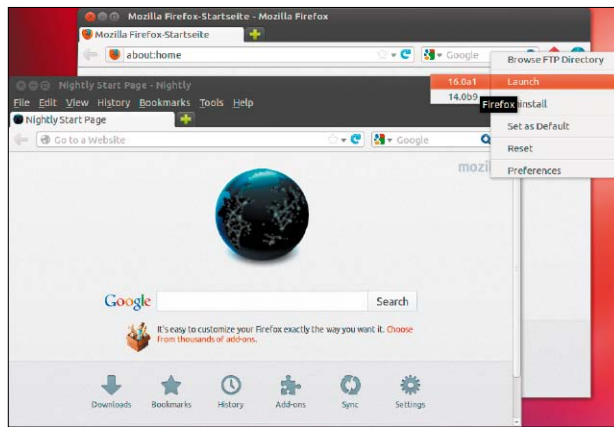 Mozilla Firefox-Startseite - Mozilla Firefox
Mozilla Firefox-Startseite
about:home
Google
Browse FTP Directory
16.0a1
Launch
14.0b9
Firefox
install
Set as Default
Reset
Preferences
Nightly Start Page - Nightly
File Edit View History Bookmarks Tools Help
Nightly Start Page
Go to a Website
Google
mozi
Google
Search
It's easy to customize your Firefox exactly the way you want it. Choose
from thousands of add-ons.
Downloads Bookmarks History Add-ons Sync Settings